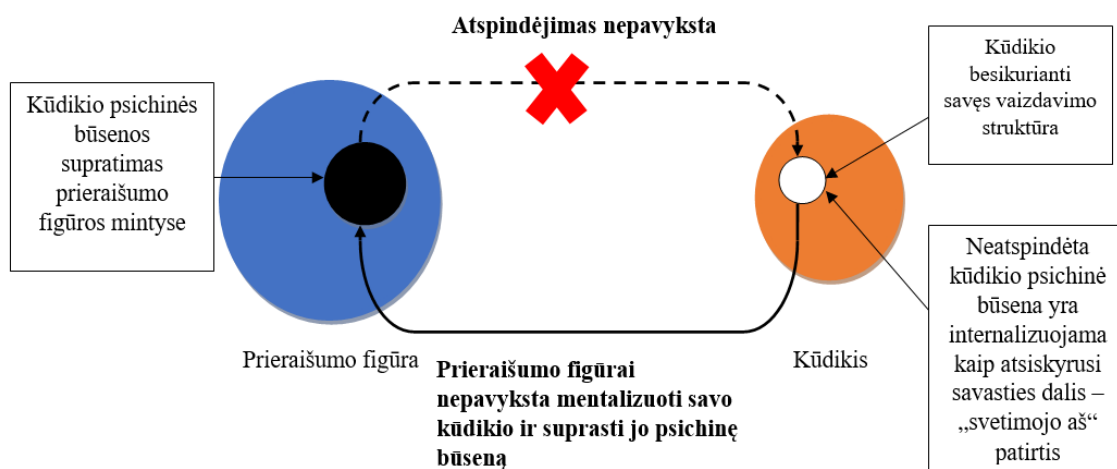 Atspindėjimas nepavyksta
Kūdikio psichinės
būsenos
supratimas
prieraišumo
figūros mintyse
Kūdikio
besikurianti
savęs vaizdavimo
struktūra
Prieraišumo figūra
Prieraišumo figūrai
nepavyksta mentalizuoti savo
kūdikio ir suprasti jo psichinę
būseną
Kūdikis
Neatspindėta
kūdikio psichinė
būsena yra
internalizuojama
kaip atsiskyrusi
savasties dalis –
„svetimojo aš“
patirtis